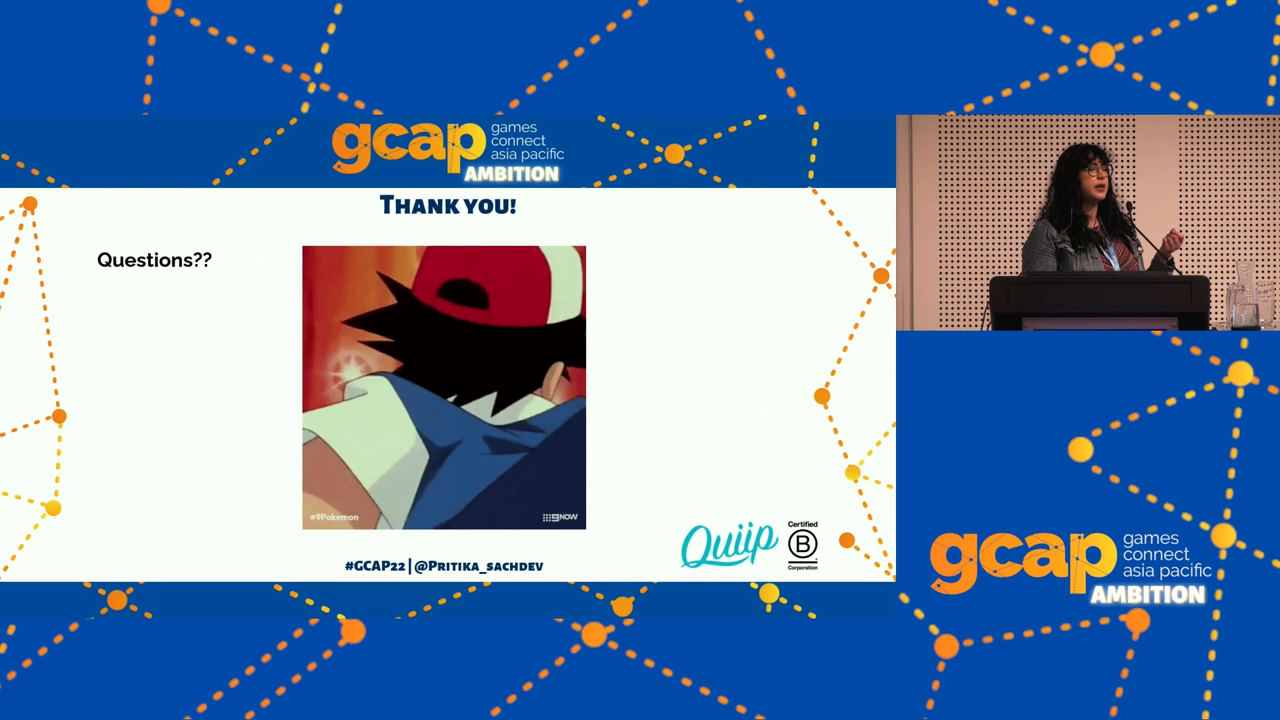 gcap
games
connect
asia pacific
AMBITION
THANK YOU!
Questions??
#9Pokemon
9NOW
Quiip
Certified
B
Corporation
#GCAP22 | @PRITIKA_SACHDEV
gcap
games
connect
asia pacific
AMBITION